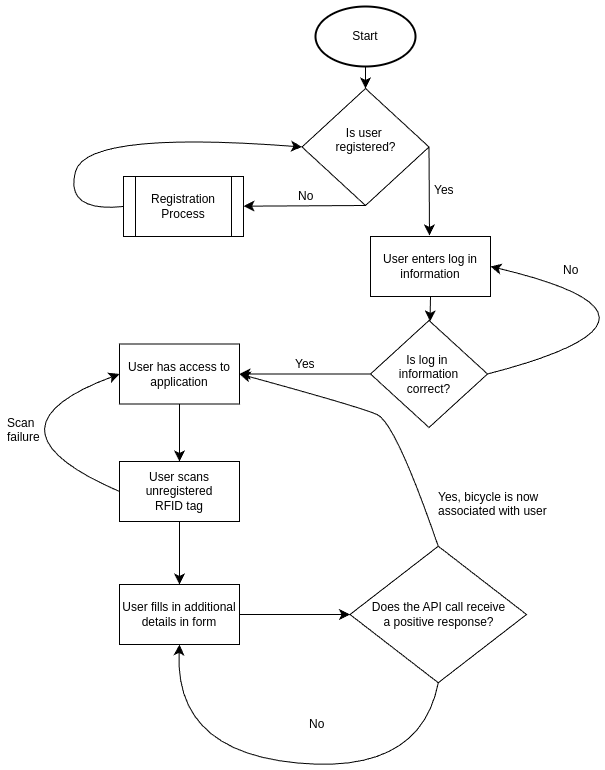 Start
Is user
registered?
No
Registration
Process
Yes
User enters log in
information
No
Is log in
information
correct?
Yes
User has access to
application
Scan
failure
User scans
unregistered
RFID tag
Yes, bicycle is now
associated with user
User fills in additional
details in form
Does the API call receive
a positive response?
No